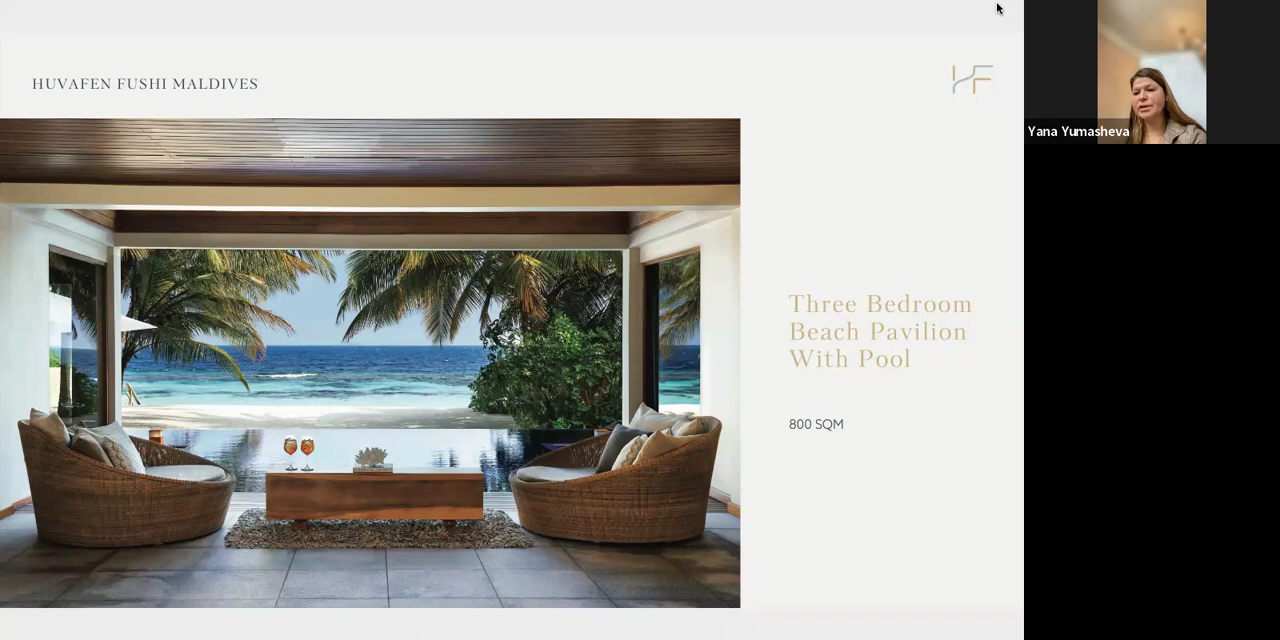 HUVAFEN FUSHI MALDIVES
HF
Yana Yumasheva
Three Bedroom
Beach Pavilion
With Pool
800 SQM